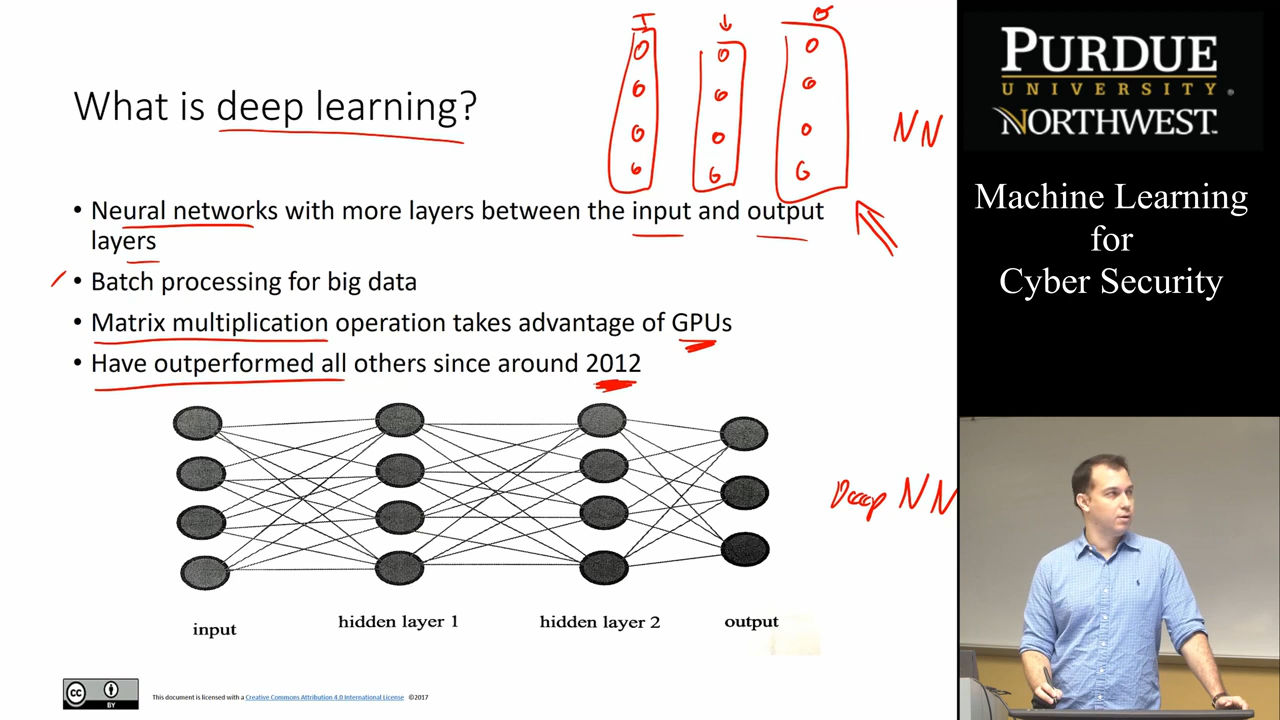 What is deep learning?
I
↓
O
NN
• Neural networks with more layers between the input and output
layers
• Batch processing for big data
• Matrix multiplication operation takes advantage of GPUs
• Have outperformed all others since around 2012
Deep NN
input
hidden layer 1
hidden layer 2
output
CC
BY
This document is licensed with a Creative Commons Attribution 4.0 International License ©2017
PURDUE
UNIVERSITY®
NORTHWEST™
Machine Learning
for
Cyber Security